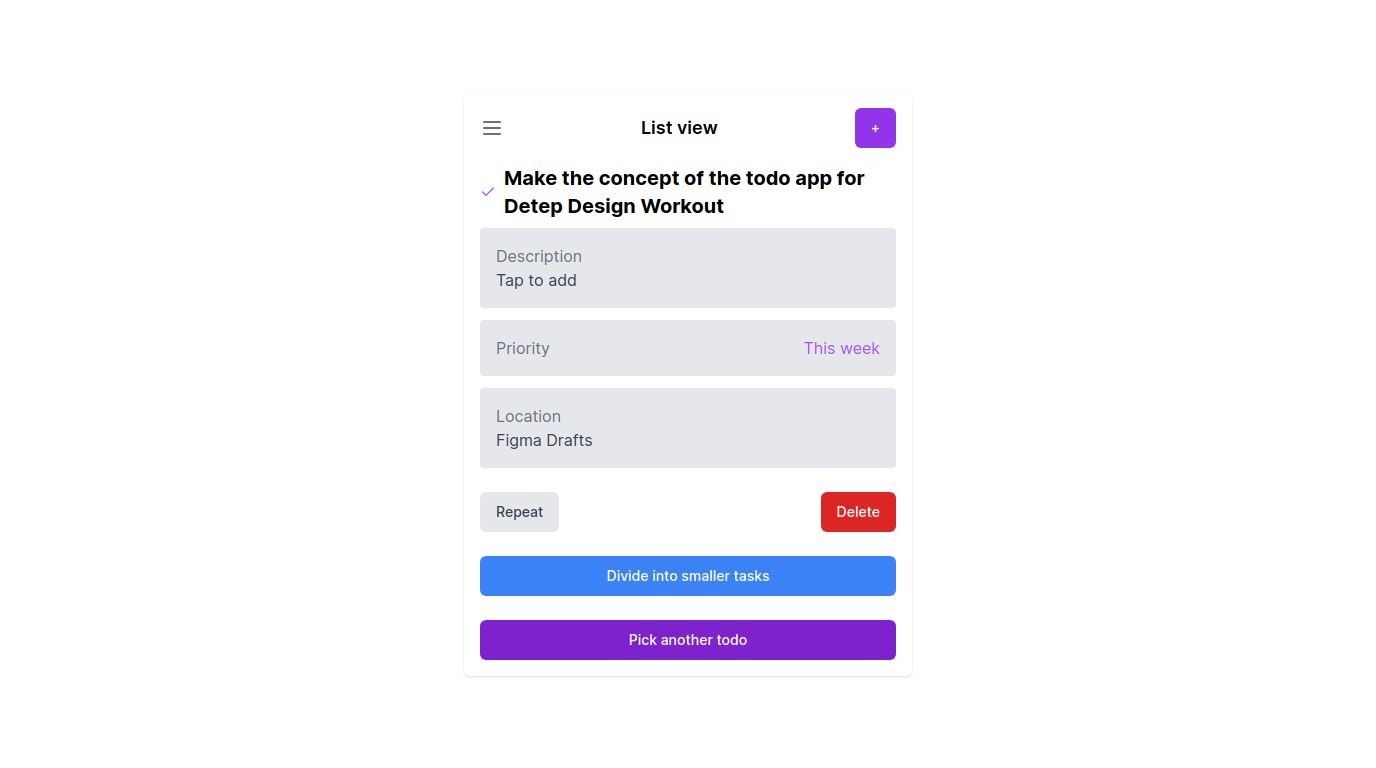 List view
+
Make the concept of the todo app for
Detep Design Workout
Description
Tap to add
Priority
This week
Location
Figma Drafts
Repeat
Delete
Divide into smaller tasks
Pick another todo